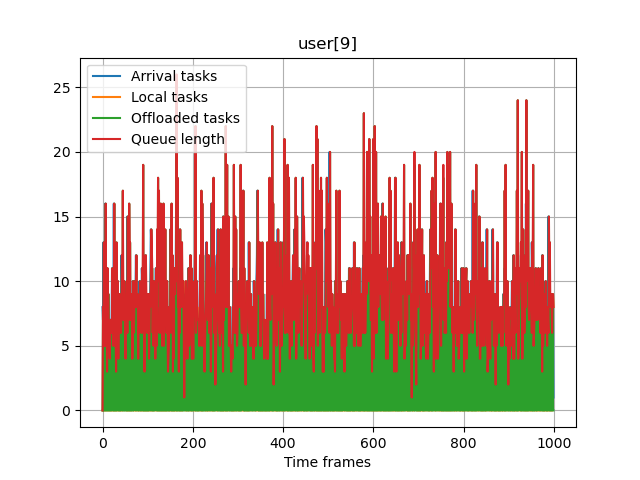 user[9]
Arrival tasks
Local tasks
Offloaded tasks
Queue length
25
20
15
10
5
0
0 200 400 600 800 1000
Time frames